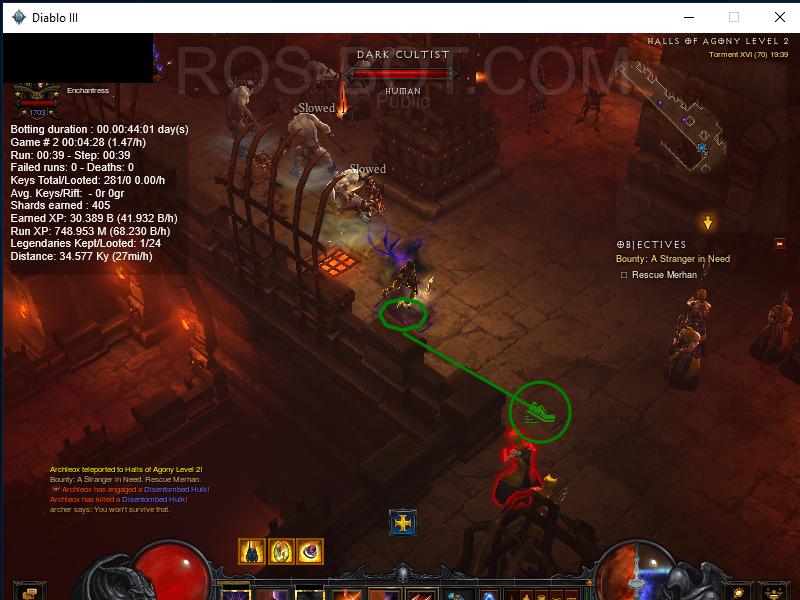 Diablo III
ROS-BOT.COM
Public
HALLS OF AGONY LEVEL 2
Torment XVI (70) 19:39
DARK CULTIST
HUMAN
Slowed
Slowed
Slowed
Enchantress
1703
Botting duration : 00.00:44:01 day(s)
Game # 2 00:04:28 (1.47/h)
Run: 00:39 - Step: 00:39
Failed runs: 0 - Deaths: 0
Keys Total/Looted: 281/0 0.00/h
Avg. Keys/Rift: - 0r 0gr
Shards earned : 405
Earned XP: 30.389 B (41.932 B/h)
Run XP: 748.953 M (68.230 B/h)
Legendaries Kept/Looted: 1/24
Distance: 34.577 Ky (27mi/h)
OBJECTIVES
Bounty: A Stranger in Need
Rescue Merhan
Archleox teleported to Halls of Agony Level 2!
Bounty: A Stranger in Need. Rescue Merhan.
Archleox has engaged a Disentombed Hulk!
Archleox has killed a Disentombed Hulk!
archer says: You won't survive that.